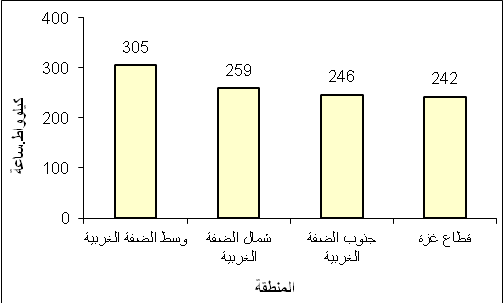 400
300
200
100
0
كيلوواط.ساعة
305
259
246
242
وسط الضفة الغربية
شمال الضفة
الغربية
جنوب الضفة
الغربية
قطاع غزة
المنطقة